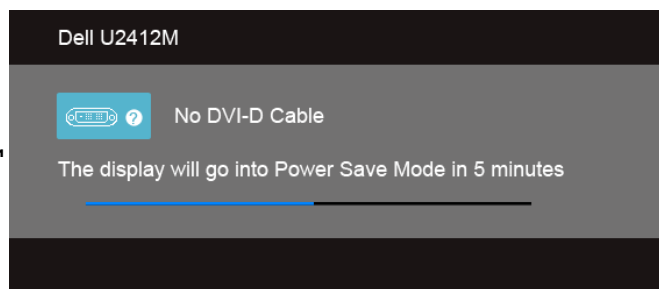 Dell U2412M
No DVI-D Cable
The display will go into Power Save Mode in 5 minutes